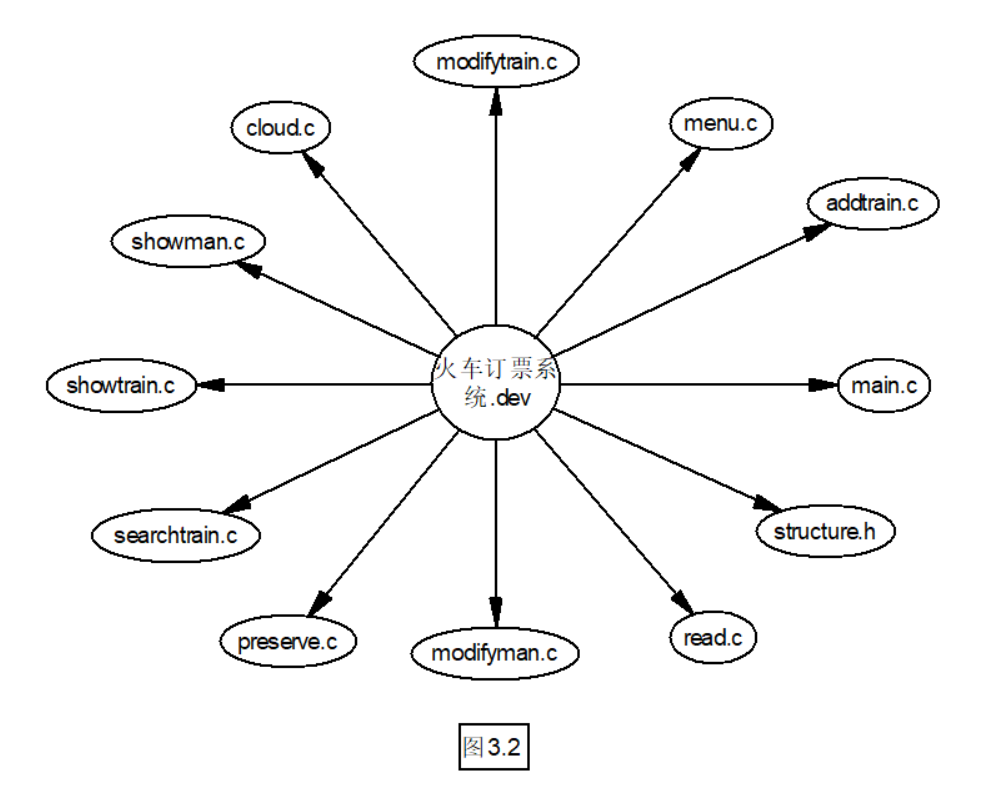 modifytrain.c
cloud.c
menu.c
addtrain.c
showman.c
火车订票系
统.dev
showtrain.c
main.c
searchtrain.c
structure.h
preserve.c
modifyman.c
read.c
图3.2